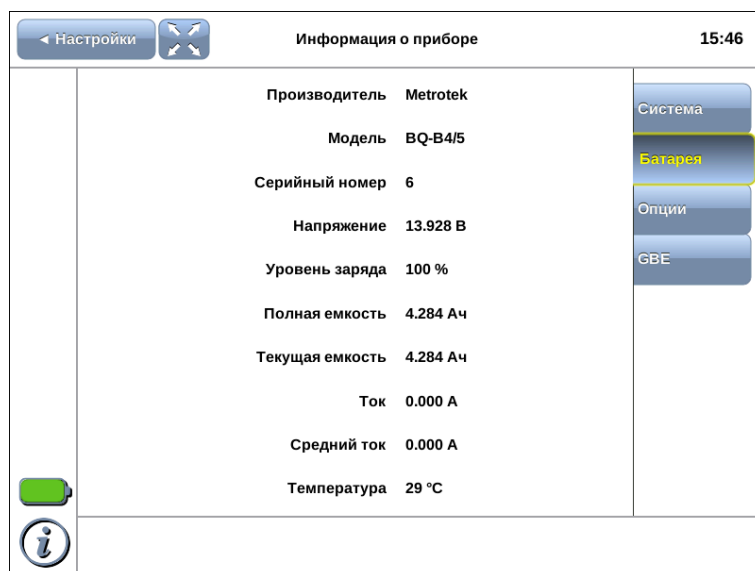 ◄ Настройки
Информация о приборе
15:46
Производитель Metrotek
Модель BQ-B4/5
Серийный номер 6
Напряжение 13.928 В
Уровень заряда 100 %
Полная емкость 4.284 Ач
Текущая емкость 4.284 Ач
Ток 0.000 А
Средний ток 0.000 А
Температура 29 °C
Система
Батарея
Опции
GBE
i